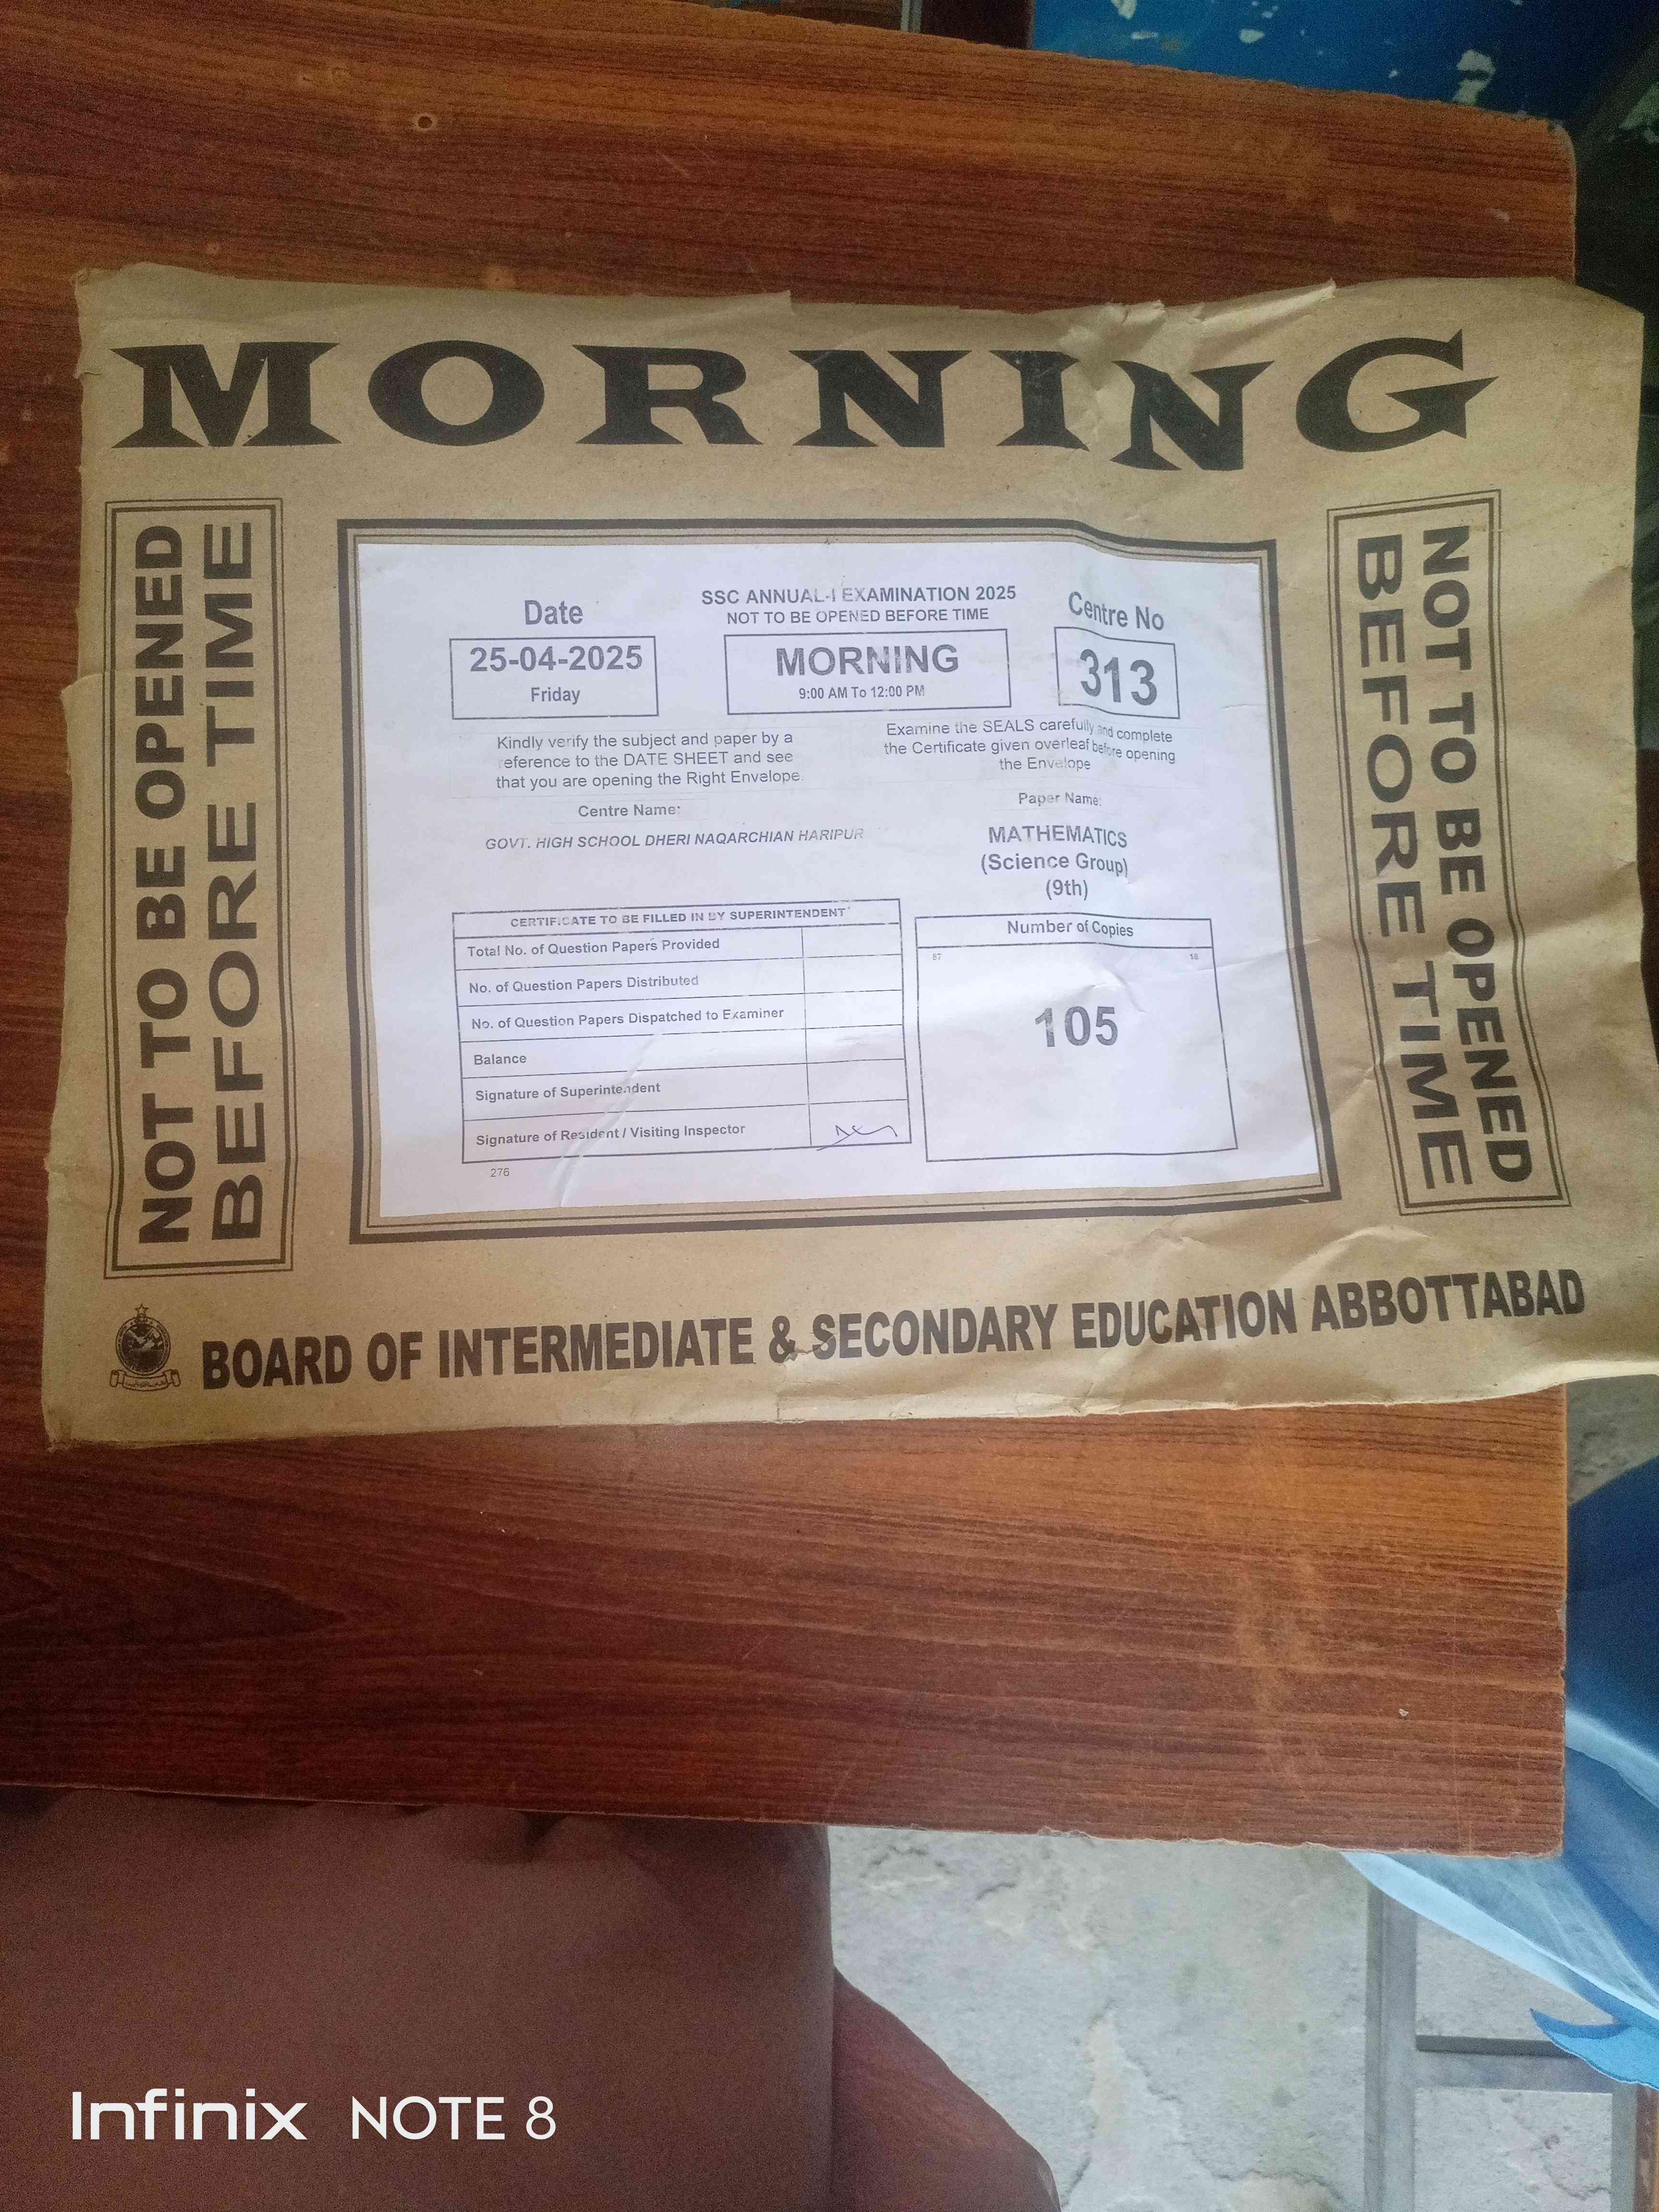 MORNING
NOT TO BE OPENED
BEFORE TIME
Date
25-04-2025
Friday
SSC ANNUAL-I EXAMINATION 2025
NOT TO BE OPENED BEFORE TIME
MORNING
9:00 AM To 12:00 PM
Centre No
313
Kindly verify the subject and paper by a
reference to the DATE SHEET and see
that you are opening the Right Envelope.
Examine the SEALS carefully and complete
the Certificate given overleaf before opening
the Envelope
Centre Name:
GOVT. HIGH SCHOOL DHERI NAQARCHIAN HARIPUR
Paper Name:
MATHEMATICS
(Science Group)
(9th)
CERTIFICATE TO BE FILLED IN BY SUPERINTENDENT
Total No. of Question Papers Provided
No. of Question Papers Distributed
No. of Question Papers Dispatched to Examiner
Balance
Signature of Superintendent
Signature of Resident / Visiting Inspector
276
Number of Copies
87 18
105
NOT TO BE OPENED
BEFORE TIME
BOARD OF INTERMEDIATE & SECONDARY EDUCATION ABBOTTABAD
Infinix NOTE 8